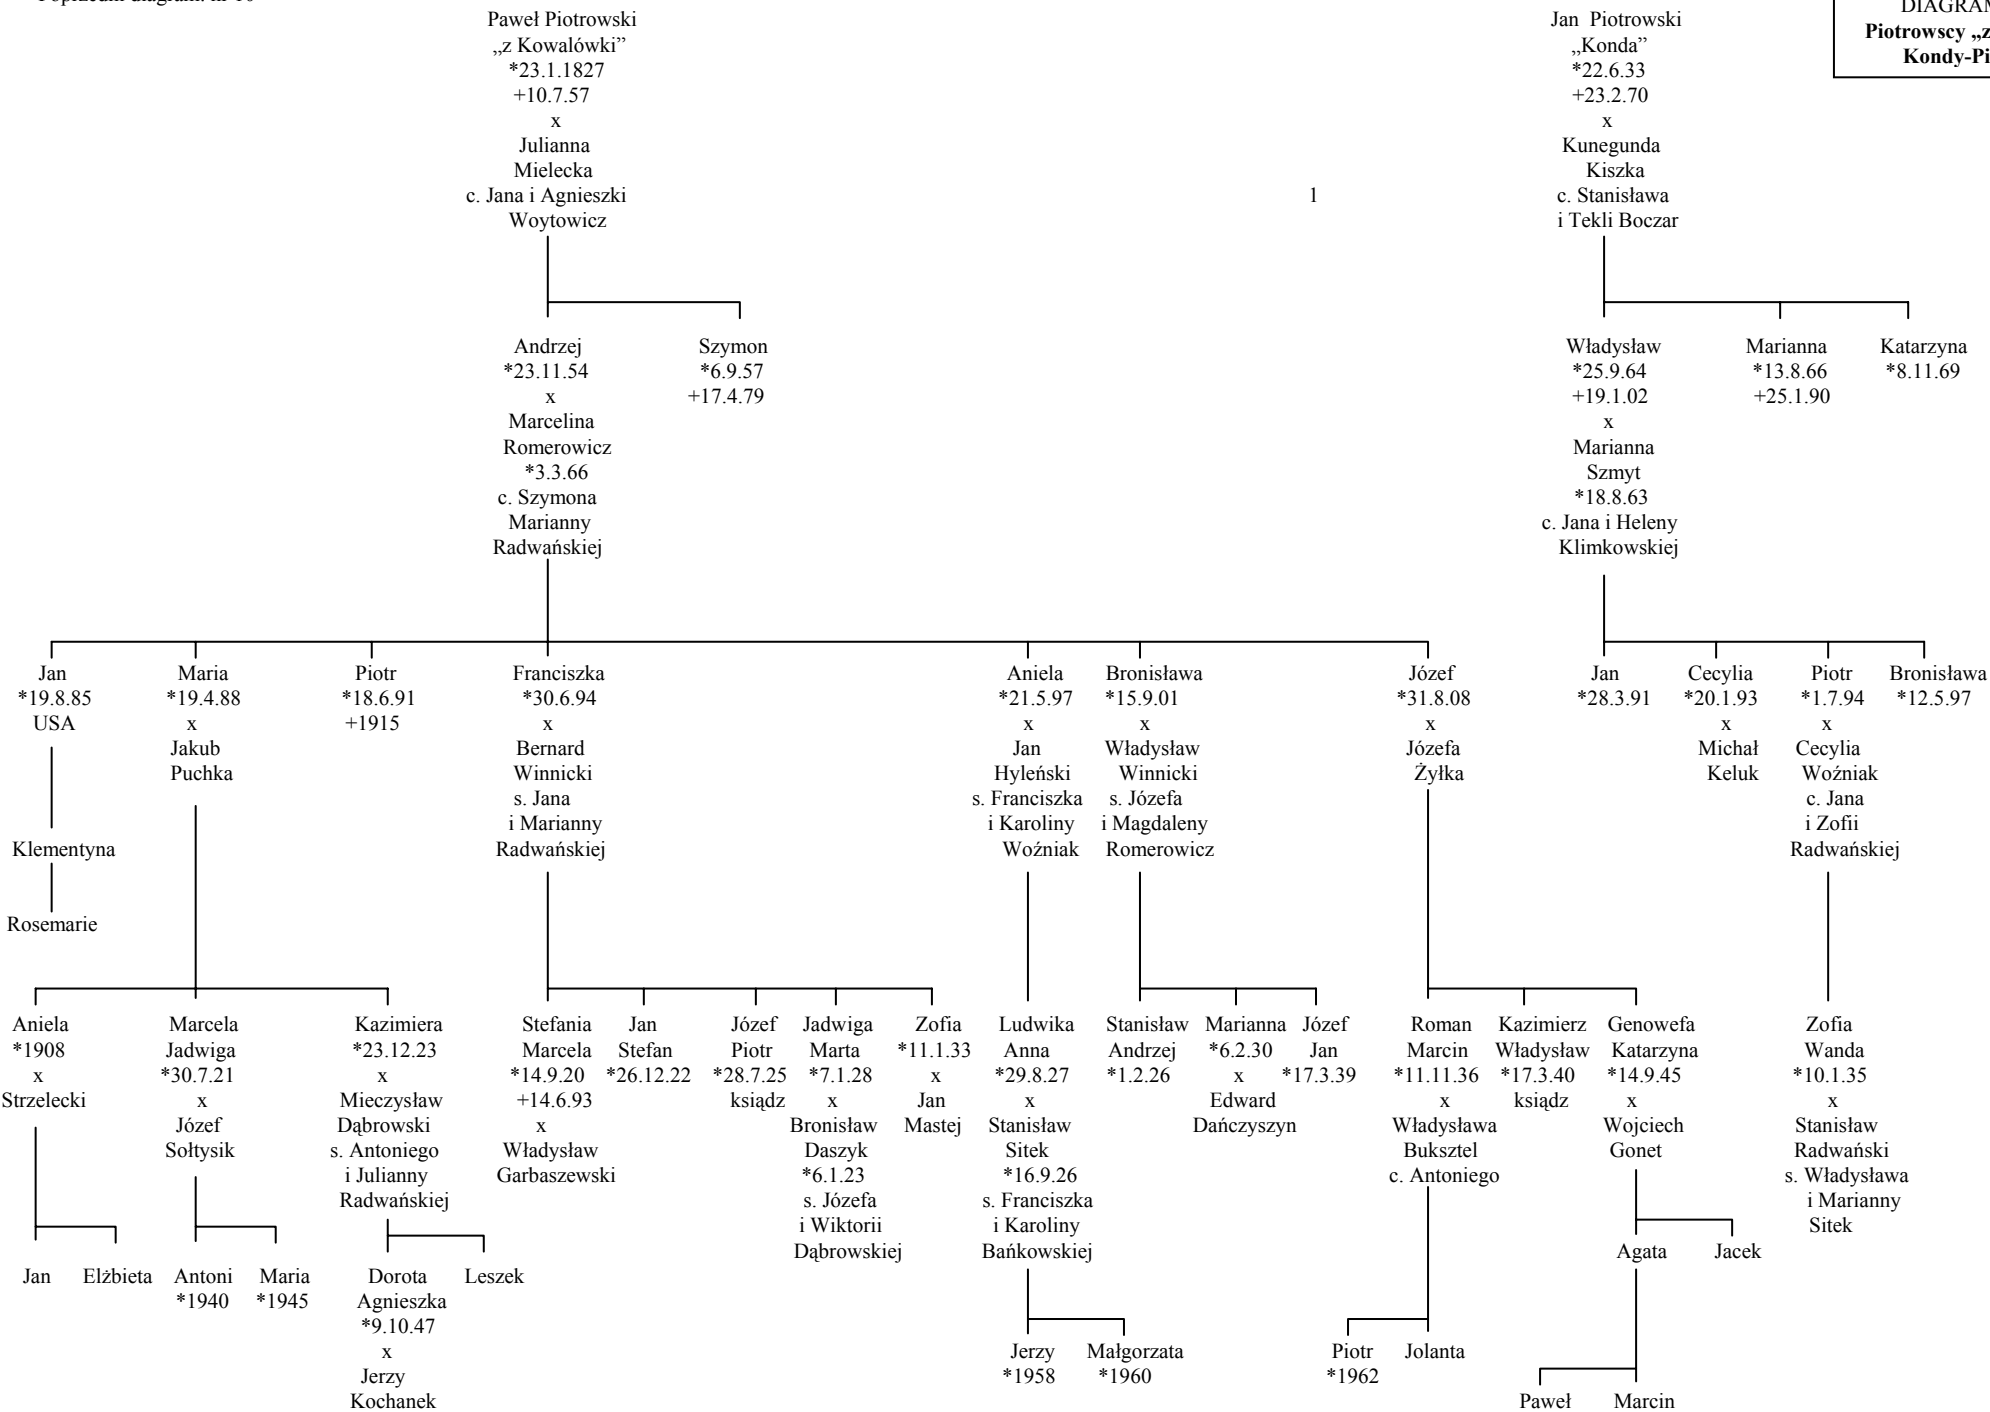 Paweł Piotrowski
„z Kowalówki”
*23.1.1827
+10.7.57
x
Julianna
Mielecka
c. Jana i Agnieszki
Woytowicz
1
Jan Piotrowski
„Konda”
*22.6.33
+23.2.70
x
Kunegunda
Kiszka
c. Stanisława
i Tekli Boczar
Piotrowscy „z
Andrzej
*23.11.54
x
Marcelina
Romerowicz
*3.3.66
c. Szymona
Marianny
Radwańskiej
Szymon
*6.9.57
+17.4.79
Władysław
*25.9.64
+19.1.02
x
Marianna
Szmyt
*18.8.63
c. Jana i Heleny
Klimkowskiej
Marianna
*13.8.66
+25.1.90
Katarzyna
*8.11.69
Jan
*19.8.85
USA
Klementyna
Rosemarie
Maria
*19.4.88
x
Jakub
Puchka
Piotr
*18.6.91
+1915
Franciszka
*30.6.94
x
Bernard
Winnicki
s. Jana
i Marianny
Radwańskiej
Aniela
*21.5.97
x
Jan
Hyleński
s. Franciszka
i Karoliny
Woźniak
Bronisława
*15.9.01
x
Władysław
Winnicki
s. Józefa
i Magdaleny
Romerowicz
Józef
*31.8.08
x
Józefa
Żyłka
Jan
*28.3.91
Cecylia
*20.1.93
x
Michał
Keluk
Piotr
*1.7.94
x
Cecylia
Woźniak
c. Jana
i Zofii
Radwańskiej
Bronisława
*12.5.97
Aniela
*1908
x
Strzelecki
Marcela
Jadwiga
*30.7.21
x
Józef
Sołtysik
Kazimiera
*23.12.23
x
Mieczysław
Dąbrowski
s. Antoniego
i Julianny
Radwańskiej
Stefania
Marcela
*14.9.20
+14.6.93
x
Władysław
Garbaszewski
Jan
Stefan
*26.12.22
Józef
Piotr
*28.7.25
ksiądz
Jadwiga
Marta
*7.1.28
x
Bronisław
Daszyk
*6.1.23
s. Józefa
i Wiktorii
Dąbrowskiej
Zofia
*11.1.33
x
Jan
Mastej
Ludwika
Anna
*29.8.27
x
Stanisław
Sitek
*16.9.26
s. Franciszka
i Karoliny
Bańkowskiej
Stanisław
Andrzej
*1.2.26
Marianna
*6.2.30
x
Edward
Dańczyszyn
Józef
Jan
*17.3.39
Roman
Marcin
*11.11.36
x
Władysława
Buksztel
c. Antoniego
Kazimierz
Władysław
*17.3.40
ksiądz
Genowefa
Katarzyna
*14.9.45
x
Wojciech
Gonet
Zofia
Wanda
*10.1.35
x
Stanisław
Radwański
s. Władysława
i Marianny
Sitek
Jan
Elżbieta
Antoni
*1940
Maria
*1945
Dorota
Agnieszka
*9.10.47
x
Jerzy
Kochanek
Leszek
Jerzy
*1958
Małgorzata
*1960
Piotr
*1962
Jolanta
Agata
Jacek
Paweł
Marcin